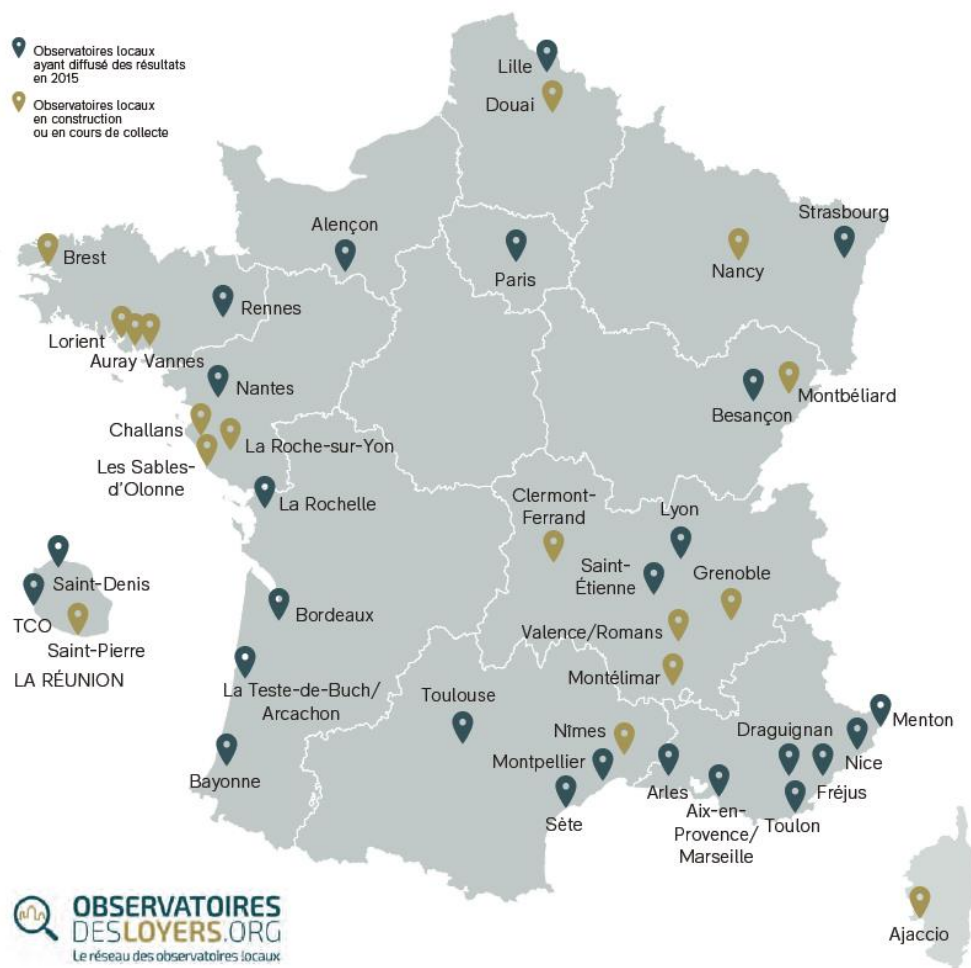 Observatoires locaux
ayant diffusé des résultats
en 2015
Observatoires locaux
en construction
ou en cours de collecte
Lille
Douai
Strasbourg
Alençon
Paris
Nancy
Brest
Rennes
Lorient
Auray Vannes
Nantes
Montbéliard
Besançon
Challans
La Roche-sur-Yon
Les Sables-
d'Olonne
La Rochelle
Clermont-
Ferrand
Lyon
Saint-
Étienne
Grenoble
Saint-Denis
TCO
Saint-Pierre
LA RÉUNION
Bordeaux
Valence/Romans
Montélimar
La Teste-de-Buch/
Arcachon
Toulouse
Nîmes
Montpellier
Draguignan
Menton
Nice
Bayonne
Sète
Arles
Aix-en-
Provence/
Marseille
Fréjus
Toulon
Ajaccio
OBSERVATOIRES
DESLOYERS.ORG
Le réseau des observatoires locaux